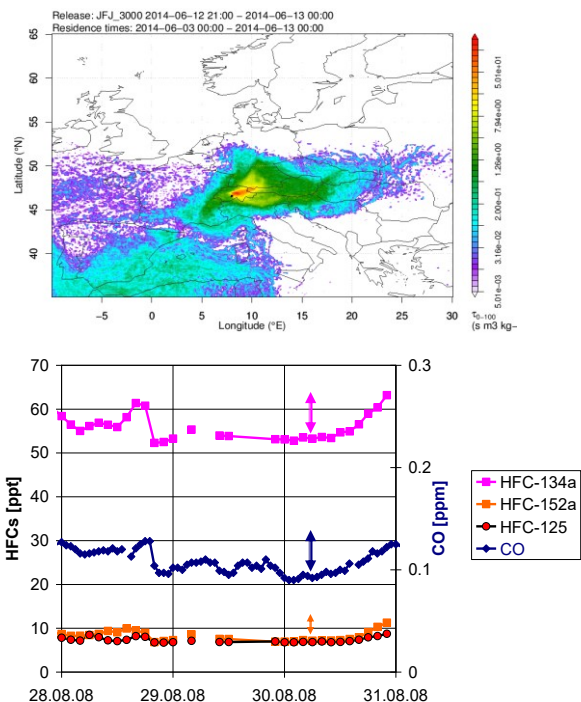 Release: JFJ_3000 2014-06-12 21:00 − 2014-06-13 00:00
Residence times: 2014-06-03 00:00 − 2014-06-13 00:00
65
60
55
50
45
40
Latitude (°N)
−5 0 5 10 15 20 25 30
Longitude (°E)
5.01e+01
7.94e+00
1.26e+00
2.00e−01
3.16e−02
5.01e−03
τ0−100
(s m3 kg−
70
60
50
40
30
20
10
0
HFCs [ppt]
0.3
0.2
0.1
0
CO [ppm]
28.08.08 29.08.08 30.08.08 31.08.08
HFC-134a
HFC-152a
HFC-125
CO